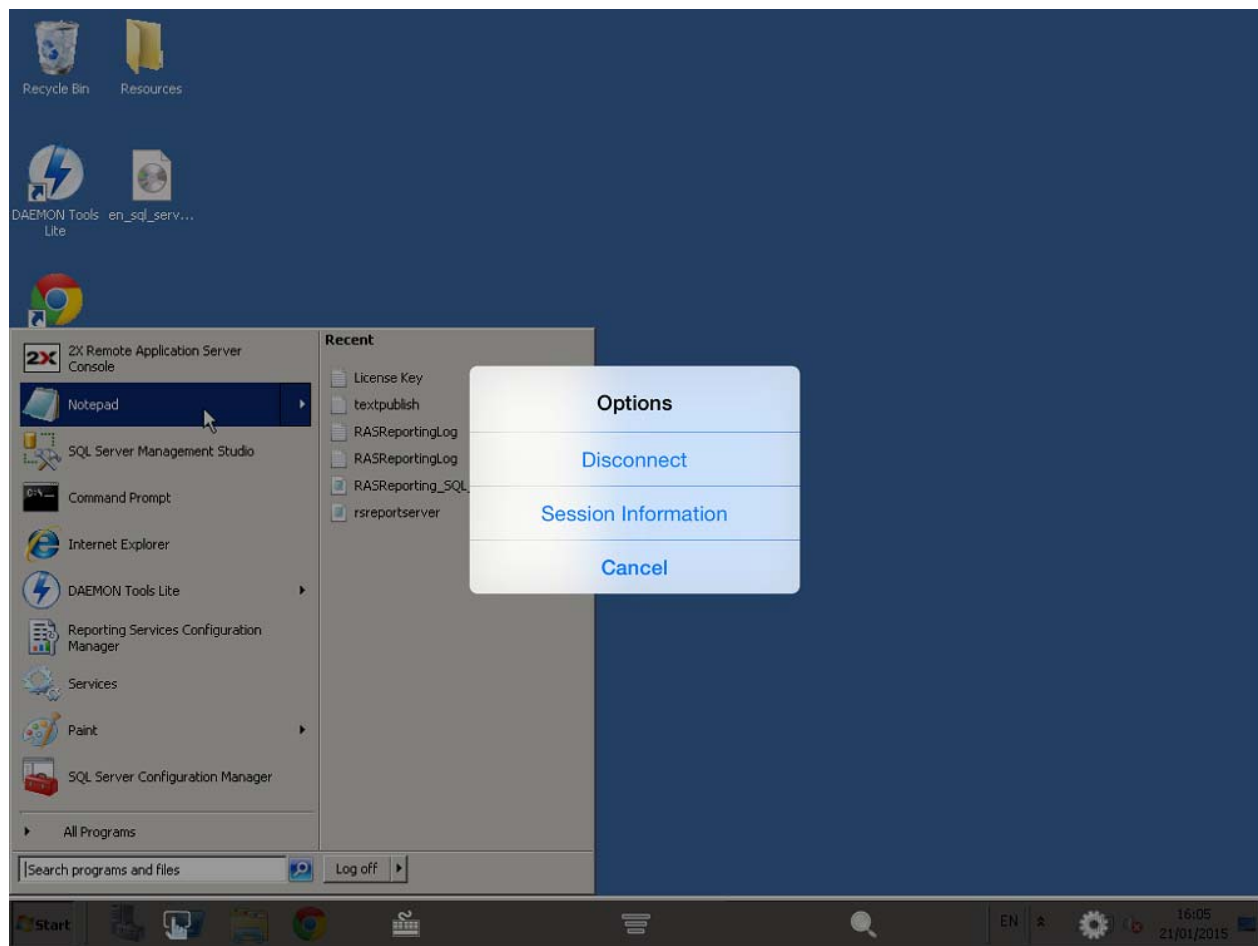 Recycle Bin
Resources
DAEMON Tools
Lite
en_sql_serv...
2X
2X Remote Application Server
Console
Notepad
SQL Server Management Studio
C:\
Command Prompt
Internet Explorer
DAEMON Tools Lite
Reporting Services Configuration
Manager
Services
Paint
SQL Server Configuration Manager
All Programs
Search programs and files
Recent
License Key
textpublish
RASReportingLog
RASReportingLog
RASReporting_SQL_
rsreportserver
Log off
Options
Disconnect
Session Information
Cancel
Start
EN
16:05
21/01/2015